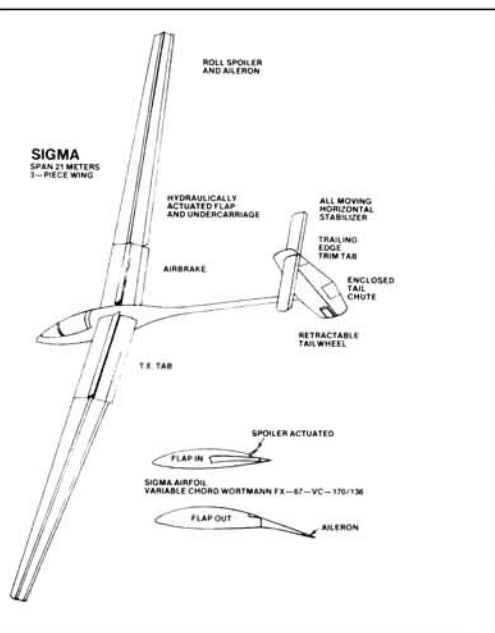 ROLL SPOILER
AND AILERON
SIGMA
SPAN 21 METERS
3—PIECE WING
HYDRAULICALLY
ACTUATED FLAP
AND UNDERCARRIAGE
ALL MOVING
HORIZONTAL
STABILIZER
TRAILING
EDGE
TRIM TAB
AIRBRAKE
ENCLOSED
TAIL
CHUTE
RETRACTABLE
TAILWHEEL
T.E. TAB
SPOILER ACTUATED
FLAP IN
SIGMA AIRFOIL
VARIABLE CHORD WORTMANN FX—67—VC—170/136
FLAP OUT
AILERON